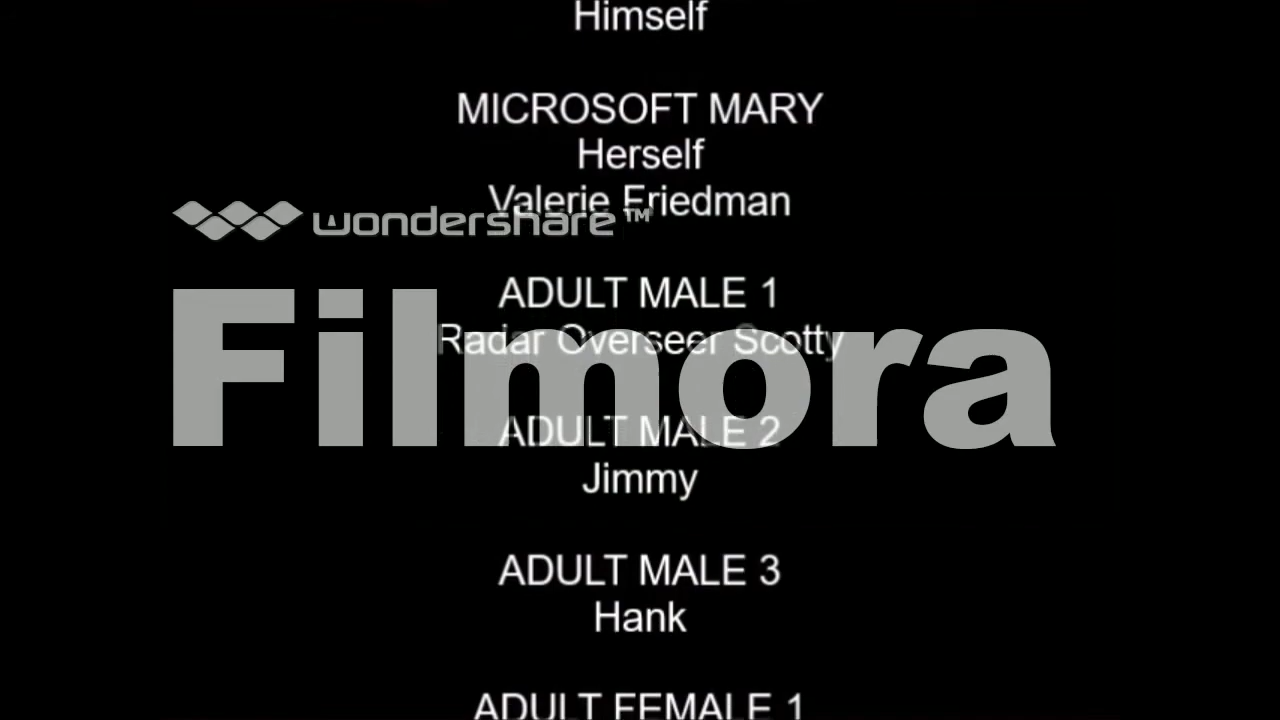 Himself
MICROSOFT MARY
Herself
Valerie Friedman
wondershare™
ADULT MALE 1
Radar Overseer Scotty
Filmora
ADULT MALE 2
Jimmy
ADULT MALE 3
Hank
ADULT FEMALE 1